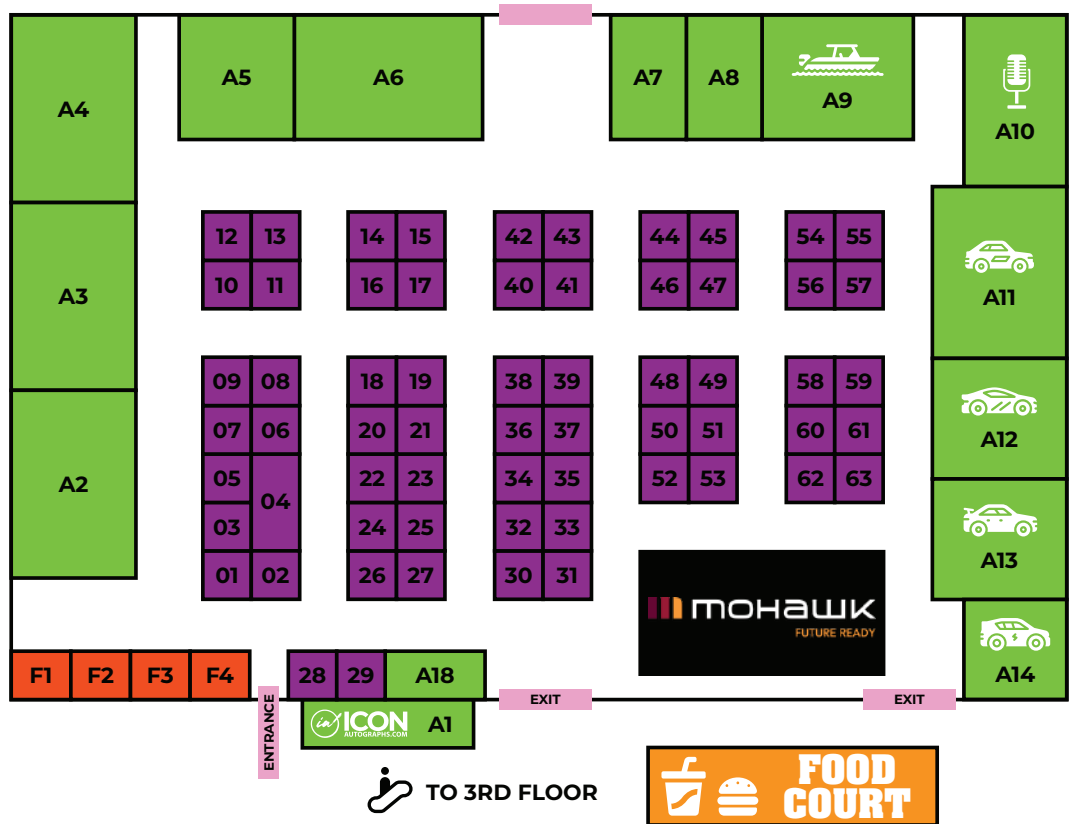 A4
A5
A6
A7
A8
A9
A10
12 13
14 15
42 43
44 45
54 55
10 11
16 17
40 41
46 47
56 57
A3
A11
09 08
18 19
38 39
48 49
58 59
07 06
20 21
36 37
50 51
60 61
A12
05
04
22 23
34 35
52 53
62 63
A2
03
24 25
32 33
01 02
26 27
30 31
A13
mohawk
FUTURE READY
F1 F2 F3 F4
28 29 A18
A14
ENTRANCE
EXIT
EXIT
in ICON
AUTOGRAPHS.COM
A1
TO 3RD FLOOR
FOOD
COURT